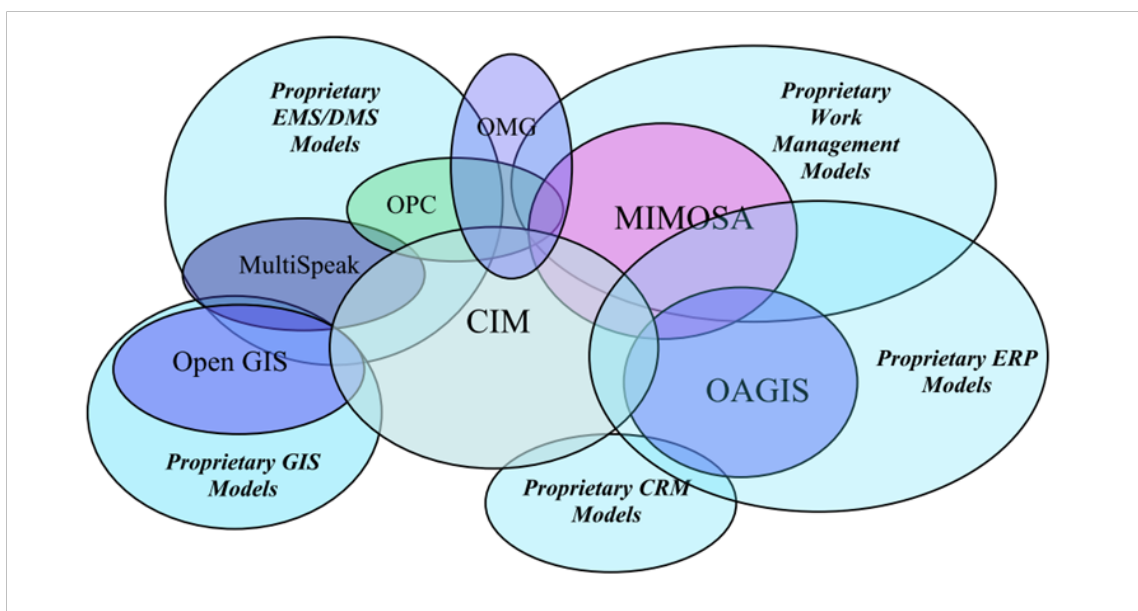 Proprietary
EMS/DMS
Models
OMG
Proprietary
Work
Management
Models
OPC
MIMOSA
MultiSpeak
CIM
Open GIS
Proprietary ERP
Models
OAGIS
Proprietary GIS
Models
Proprietary CRM
Models